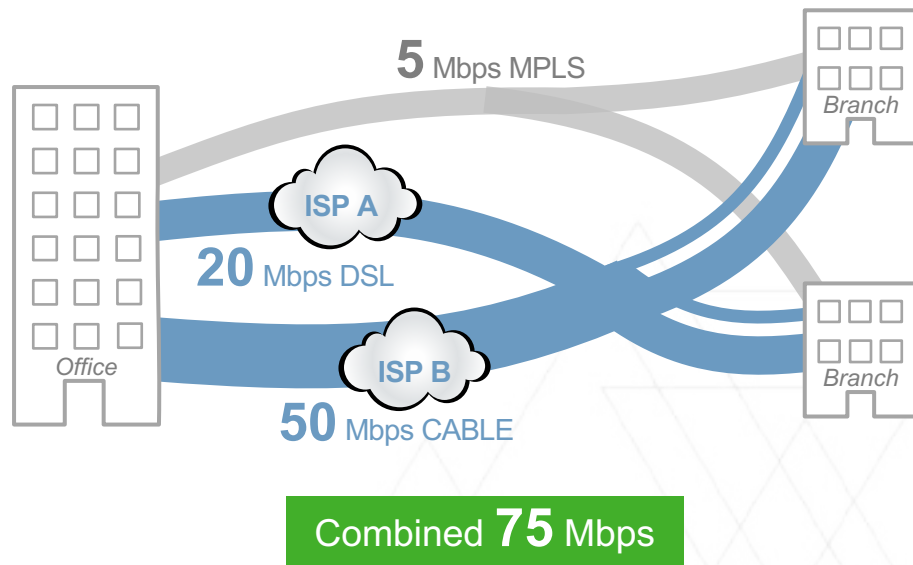 5 Mbps MPLS
Branch
ISP A
20 Mbps DSL
Office
ISP B
Branch
50 Mbps CABLE
Combined 75 Mbps